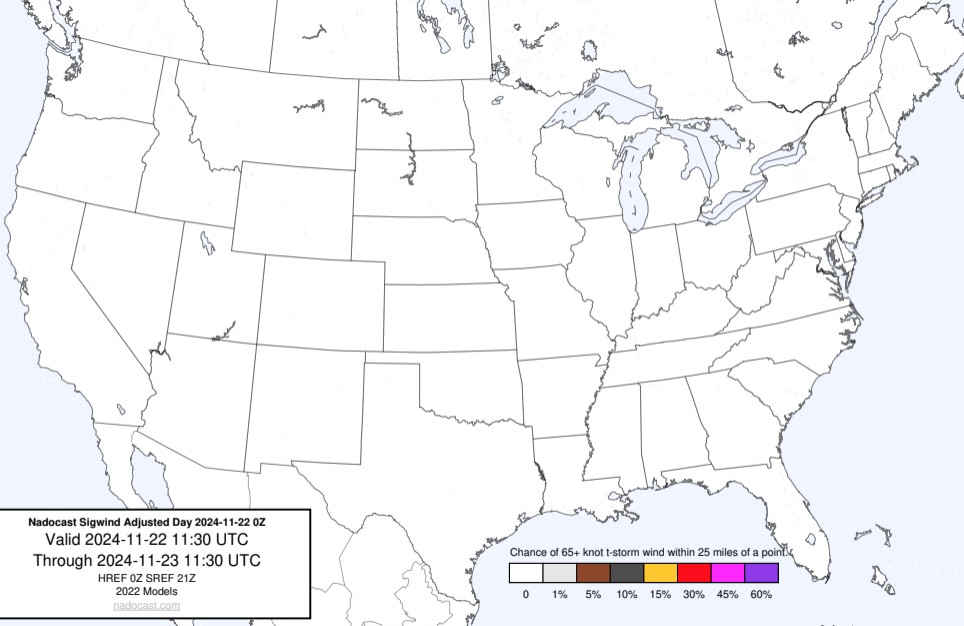 Nadocast Sigwind Adjusted Day 2024-11-22 0Z
Valid 2024-11-22 11:30 UTC
Through 2024-11-23 11:30 UTC
HREF 0Z SREF 21Z
2022 Models
nadocast.com
Chance of 65+ knot t-storm wind within 25 miles of a point.
0 1% 5% 10% 15% 30% 45% 60%